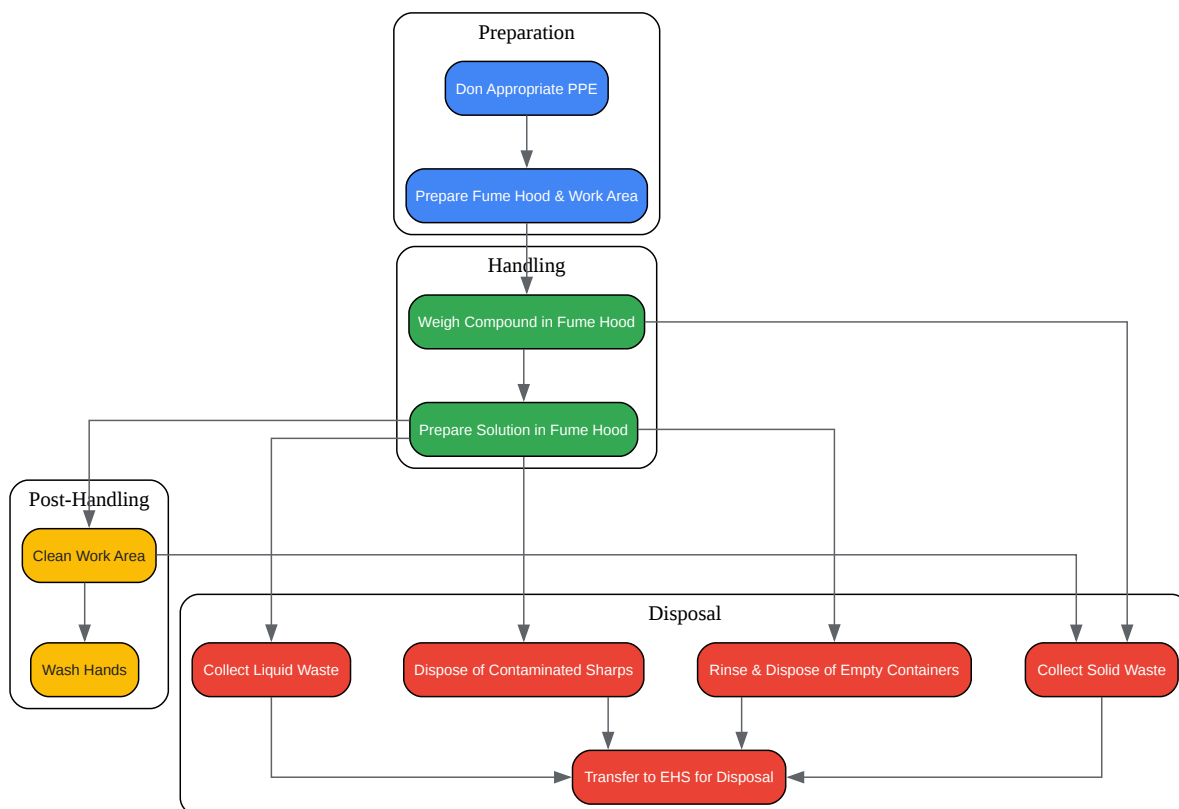 Preparation
Don Appropriate PPE
Prepare Fume Hood & Work Area
Handling
Weigh Compound in Fume Hood
Prepare Solution in Fume Hood
Post-Handling
Clean Work Area
Wash Hands
Disposal
Collect Liquid Waste
Dispose of Contaminated Sharps
Rinse & Dispose of Empty Containers
Collect Solid Waste
Transfer to EHS for Disposal